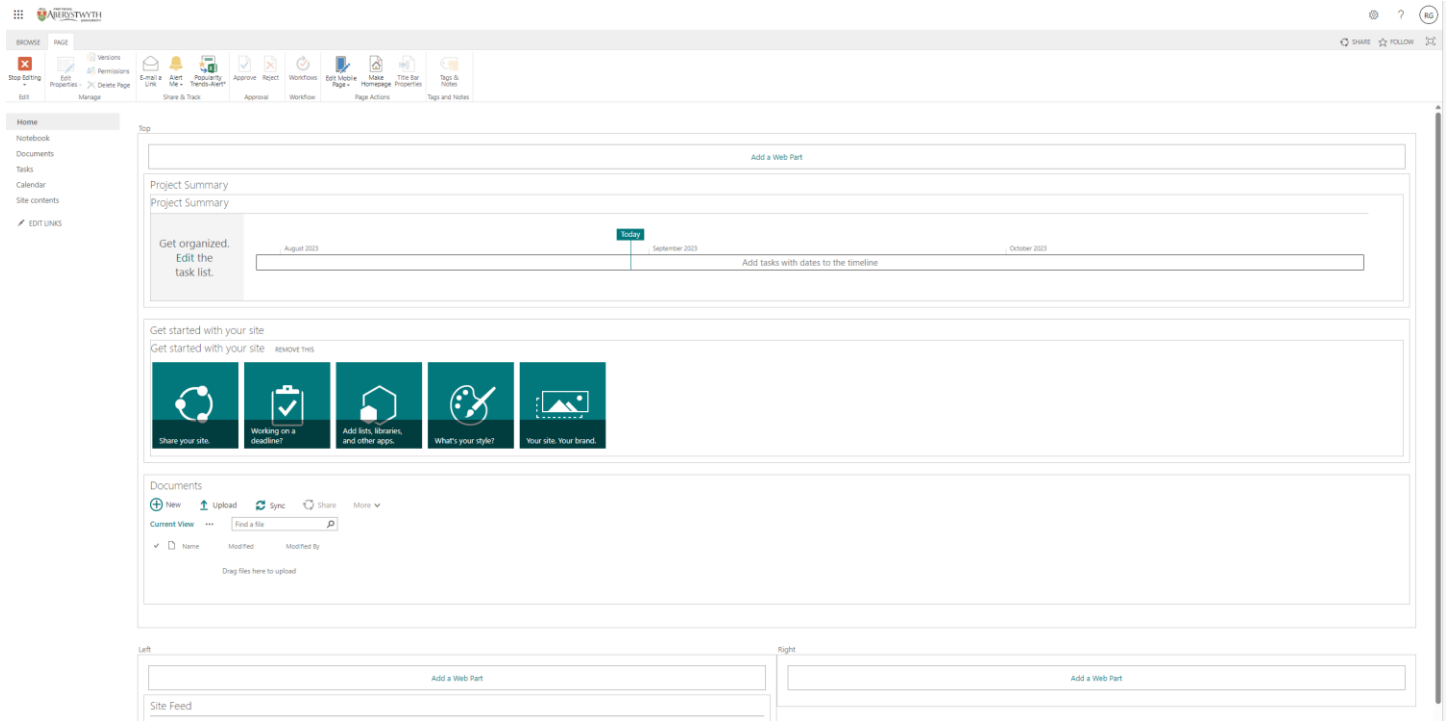 PRIFYSGOL
ABERYSTWYTH
UNIVERSITY
RG
BROWSE PAGE
SHARE FOLLOW
Stop Editing
Edit Properties
Versions
Permissions
Delete Page
E-mail a Link
Alert Me
Popularity Trends-Alert*
Approve
Reject
Workflows
Edit Mobile Page
Make Homepage
Title Bar Properties
Tags & Notes
Edit Manage Share & Track Approval Workflow Page Actions Tags and Notes
Home
Notebook
Documents
Tasks
Calendar
Site contents
EDIT LINKS
Top
Add a Web Part
Project Summary
Project Summary
Get organized.
Edit the
task list.
Today
August 2023 September 2023 October 2023
Add tasks with dates to the timeline
Get started with your site
Get started with your site REMOVE THIS
Share your site.
Working on a
deadline?
Add lists, libraries,
and other apps.
What's your style?
Your site. Your brand.
Documents
New Upload Sync Share More
Current View ••• Find a file
Name Modified Modified By
Drag files here to upload
Left Right
Add a Web Part Add a Web Part
Site Feed